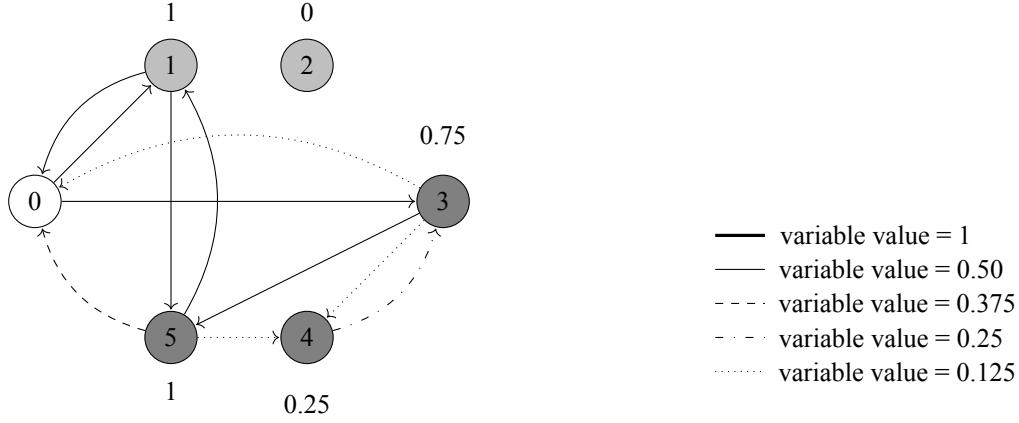 1 0
1 2
0.75
0 3
variable value = 1
variable value = 0.50
variable value = 0.375
5 4
variable value = 0.25
variable value = 0.125
1
0.25